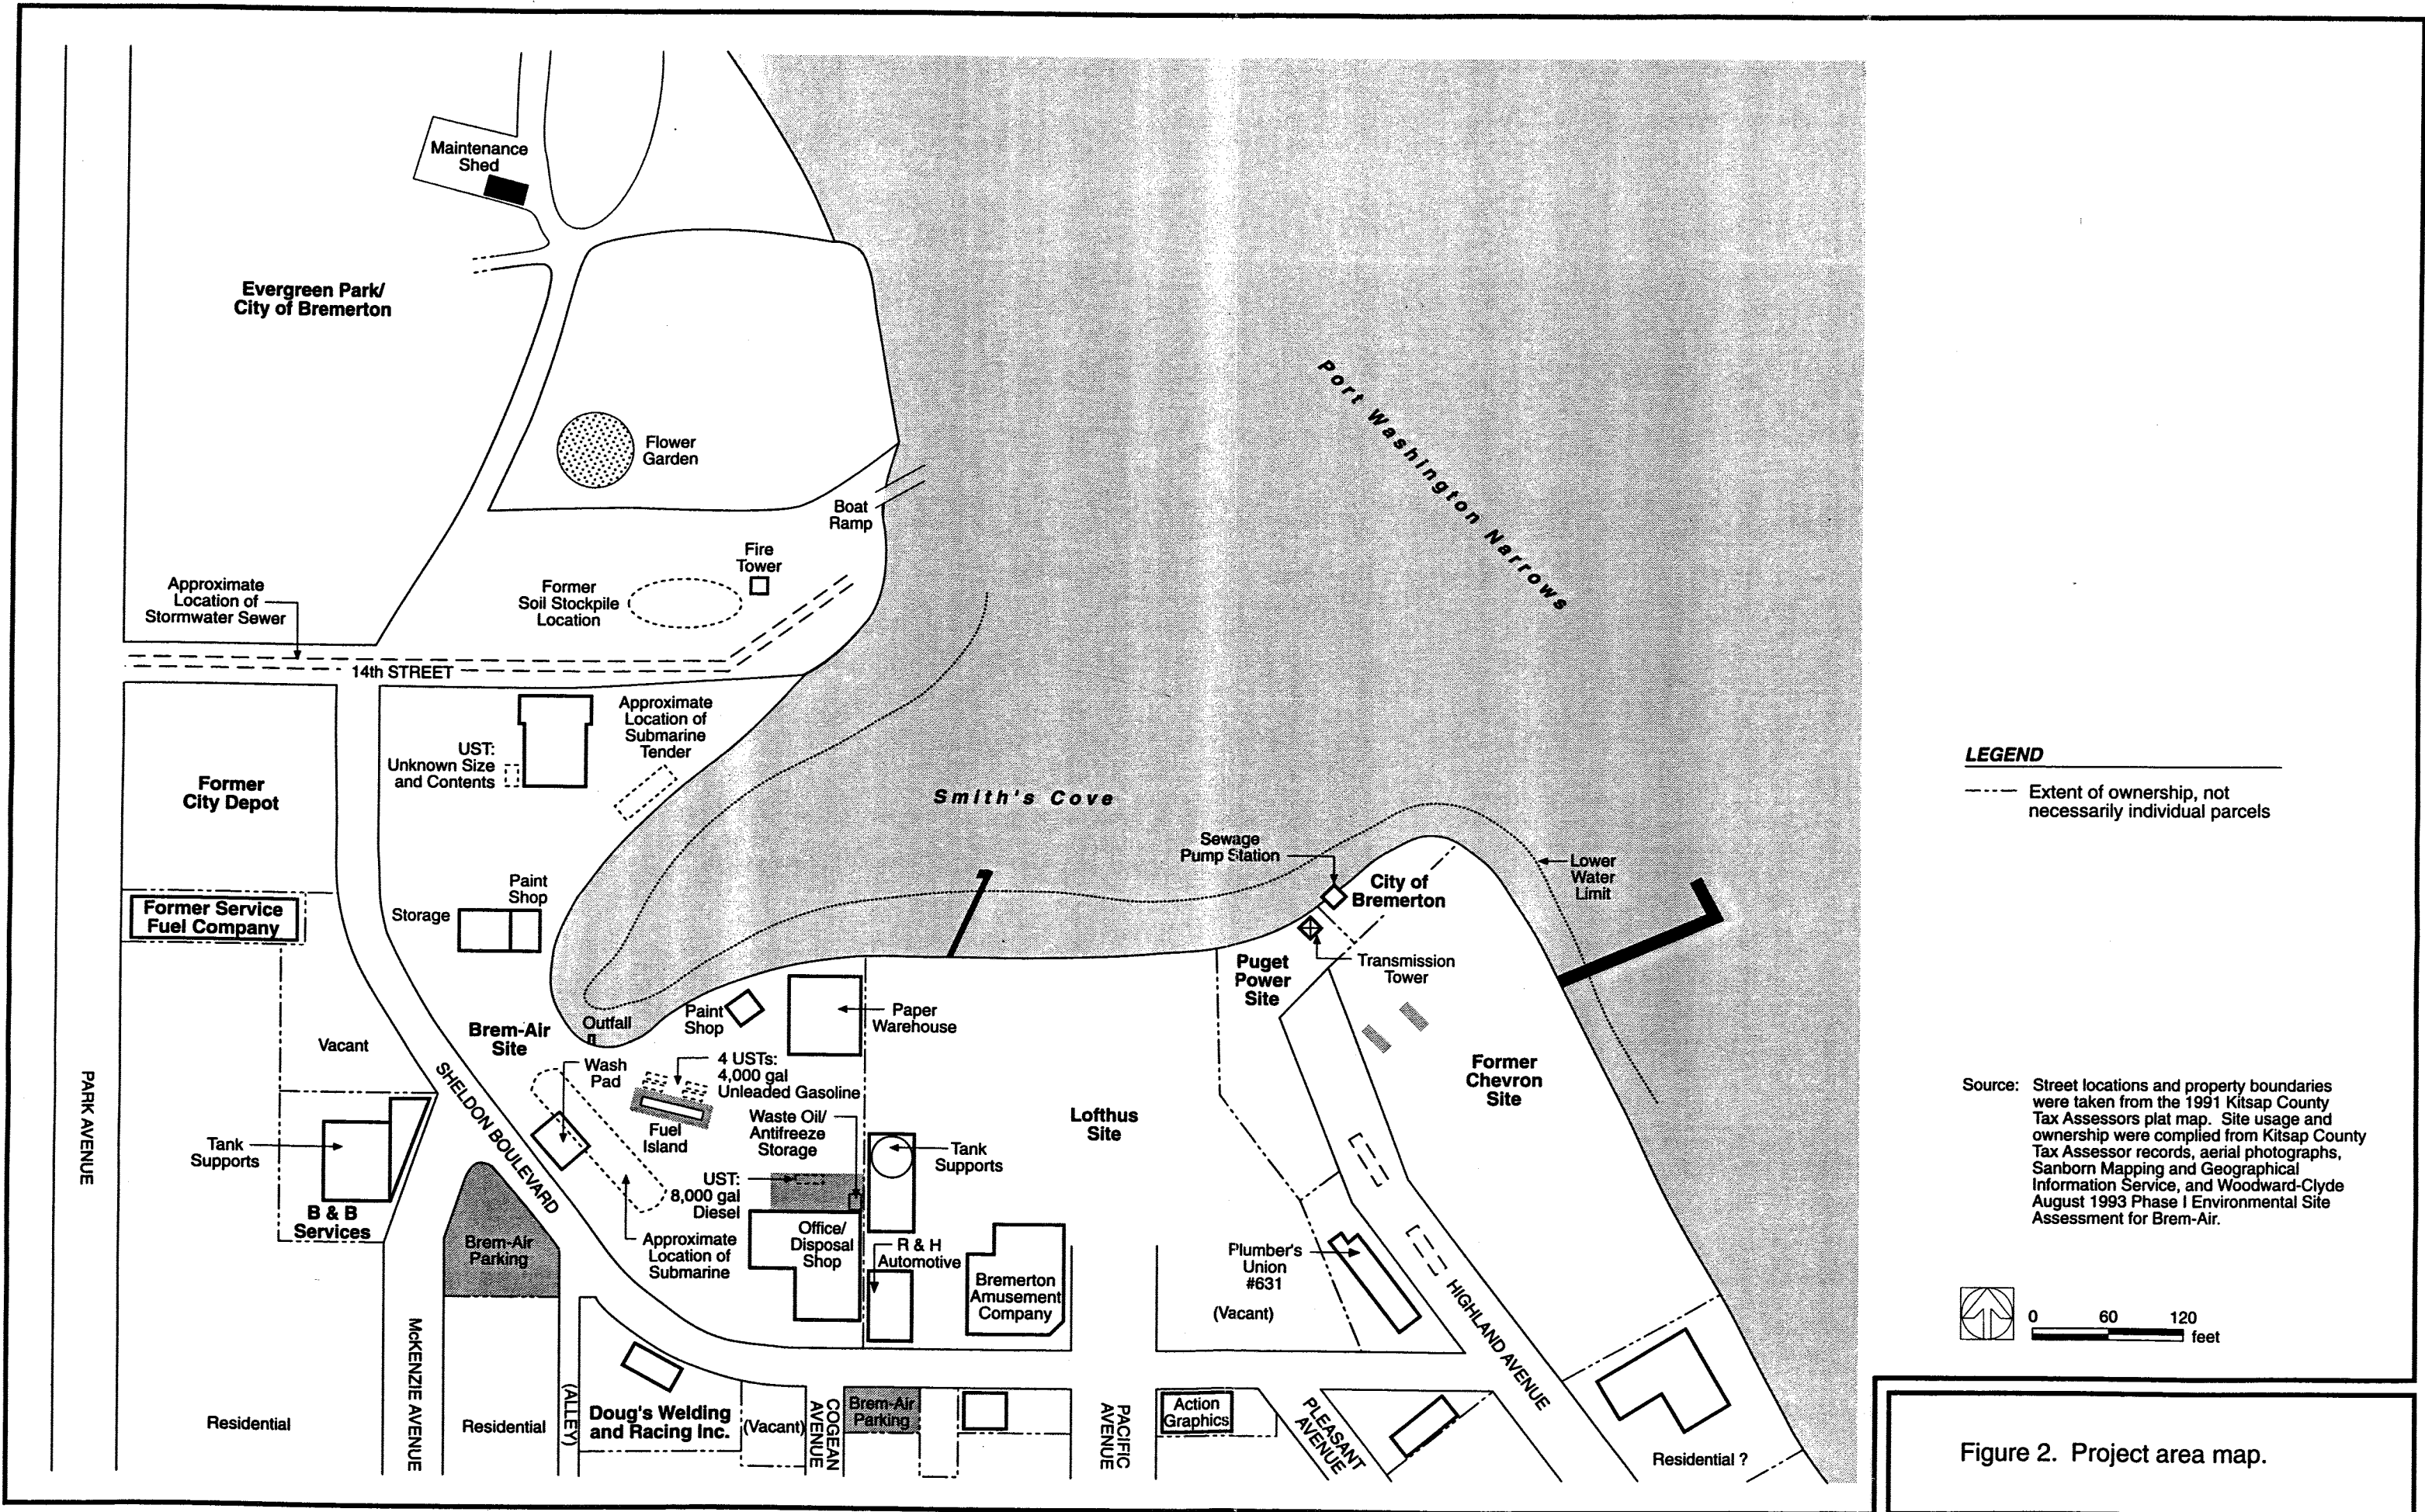 Maintenance
Shed
Evergreen Park/
City of Bremerton
Flower
Garden
Boat
Ramp
Port Washington Narrows
Fire
Tower
Former
Soil Stockpile
Location
Approximate
Location of
Stormwater Sewer
14th STREET
Approximate
Location of
Submarine
Tender
UST:
Unknown Size
and Contents
Former
City Depot
Smith's Cove
Sewage
Pump Station
City of
Bremerton
Lower
Water
Limit
Paint
Shop
Storage
Former Service
Fuel Company
Puget
Power
Site
Transmission
Tower
Paper
Warehouse
Paint
Shop
Outfall
Brem-Air
Site
Vacant
Wash
Pad
4 USTs:
4,000 gal
Unleaded Gasoline
Fuel
Island
Waste Oil/
Antifreeze
Storage
Lofthus
Site
Former
Chevron
Site
PARK AVENUE
SHELDON BOULEVARD
Tank
Supports
Tank
Supports
B & B
Services
UST:
8,000 gal
Diesel
Brem-Air
Parking
Approximate
Location of
Submarine
Office/
Disposal
Shop
R & H
Automotive
Bremerton
Amusement
Company
Plumber's
Union
#631
(Vacant)
HIGHLAND AVENUE
McKENZIE AVENUE
Residential
Residential
(ALLEY)
Doug's Welding
and Racing Inc.
(Vacant)
COGEAN
AVENUE
Brem-Air
Parking
PACIFIC
AVENUE
Action
Graphics
PLEASANT
AVENUE
Residential ?
LEGEND
Extent of ownership, not
necessarily individual parcels
Source: Street locations and property boundaries
were taken from the 1991 Kitsap County
Tax Assessors plat map. Site usage and
ownership were complied from Kitsap County
Tax Assessor records, aerial photographs,
Sanborn Mapping and Geographical
Information Service, and Woodward-Clyde
August 1993 Phase I Environmental Site
Assessment for Brem-Air.
0 60 120
feet
Figure 2. Project area map.